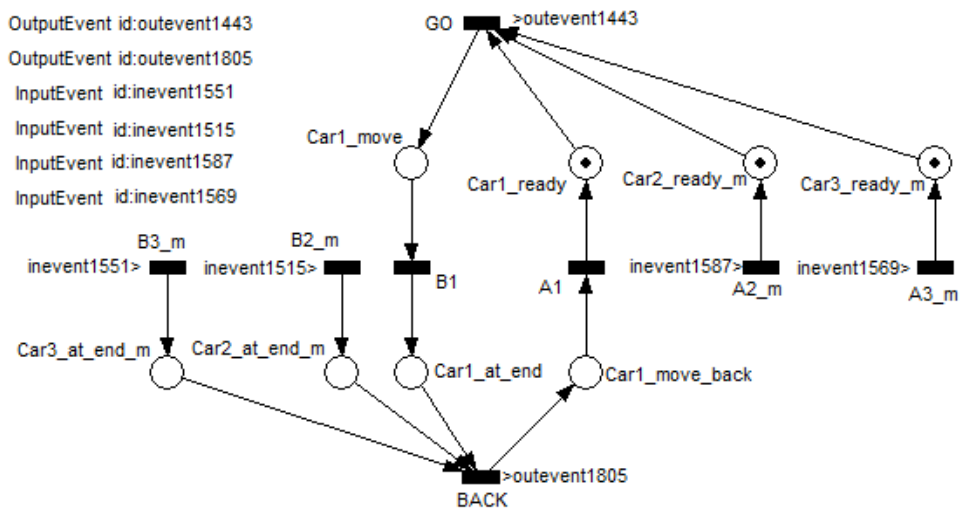 OutputEvent id:outevent1443
GO
>outevent1443
OutputEvent id:outevent1805
InputEvent id:inevent1551
InputEvent id:inevent1515
InputEvent id:inevent1587
InputEvent id:inevent1569
Car1_move
Car1_ready
Car2_ready_m
Car3_ready_m
B3_m
B2_m
inevent1551>
inevent1515>
B1
A1
inevent1587>
A2_m
inevent1569>
A3_m
Car3_at_end_m
Car2_at_end_m
Car1_at_end
Car1_move_back
>outevent1805
BACK